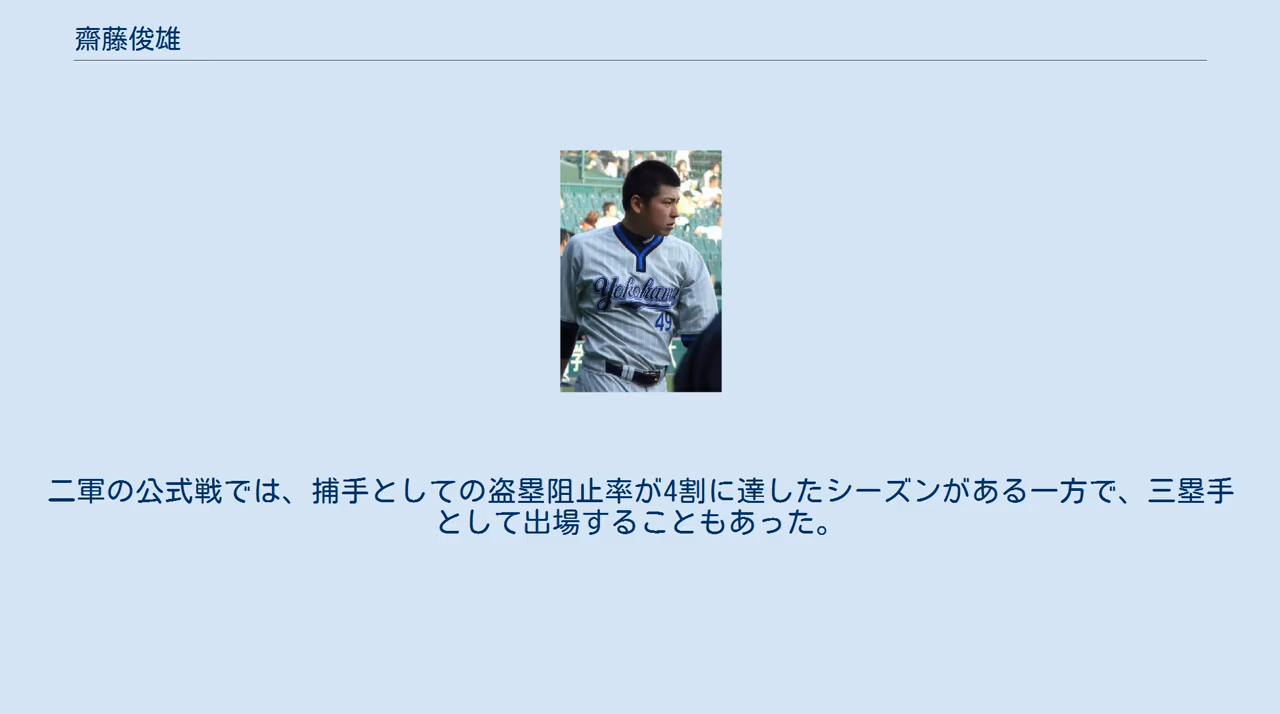 齋藤俊雄
Yokohama
49
二軍の公式戦では、捕手としての盗塁阻止率が4割に達したシーズンがある一方で、三塁手
として出場することもあった。